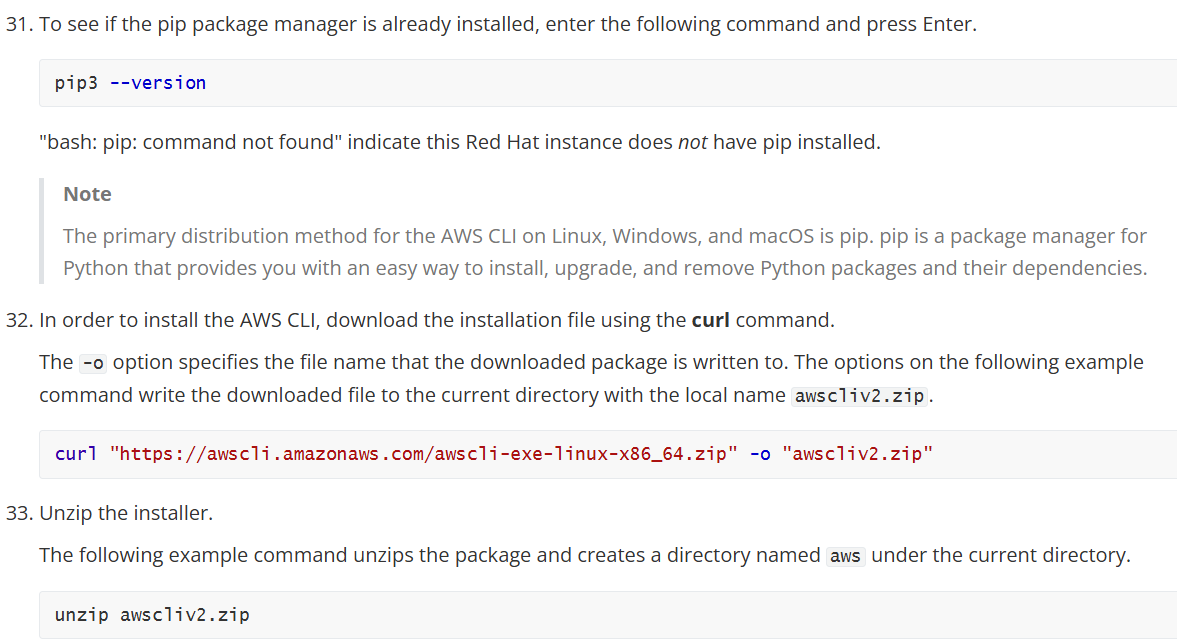 31. To see if the pip package manager is already installed, enter the following command and press Enter.
pip3 --version
"bash: pip: command not found" indicate this Red Hat instance does not have pip installed.
Note
The primary distribution method for the AWS CLI on Linux, Windows, and macOS is pip. pip is a package manager for
Python that provides you with an easy way to install, upgrade, and remove Python packages and their dependencies.
32. In order to install the AWS CLI, download the installation file using the curl command.
The -o option specifies the file name that the downloaded package is written to. The options on the following example
command write the downloaded file to the current directory with the local name awscliv2.zip.
curl "https://awscli.amazonaws.com/awscli-exe-linux-x86_64.zip" -o "awscliv2.zip"
33. Unzip the installer.
The following example command unzips the package and creates a directory named aws under the current directory.
unzip awscliv2.zip